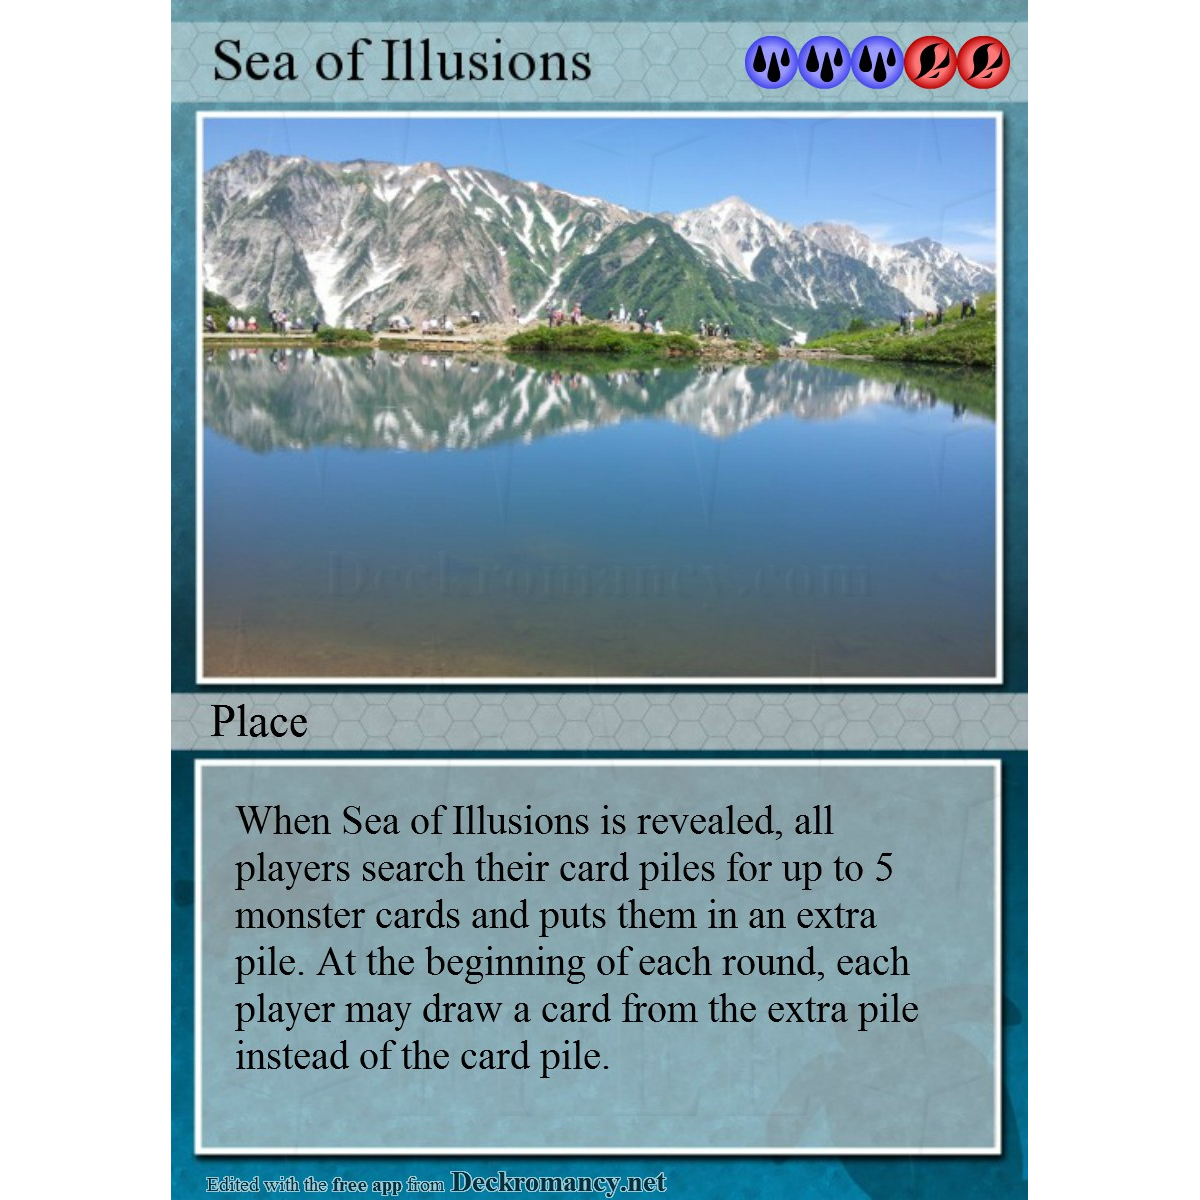 Sea of Illusions
Deckromancy.com
Place
When Sea of Illusions is revealed, all
players search their card piles for up to 5
monster cards and puts them in an extra
pile. At the beginning of each round, each
player may draw a card from the extra pile
instead of the card pile.
Edited with the free app from Deckromancy.net